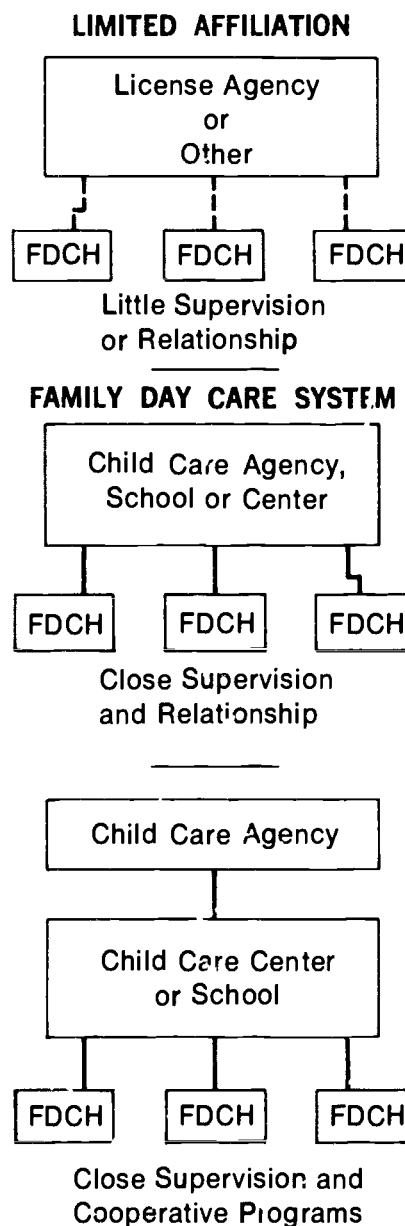 LIMITED AFFILIATION
License Agency
or
Other
FDCH FDCH FDCH
Little Supervision
or Relationship
FAMILY DAY CARE SYSTEM
Child Care Agency,
School or Center
FDCH FDCH FDCH
Close Supervision
and Relationship
Child Care Agency
Child Care Center
or School
FDCH FDCH FDCH
Close Supervision and
Cooperative Programs